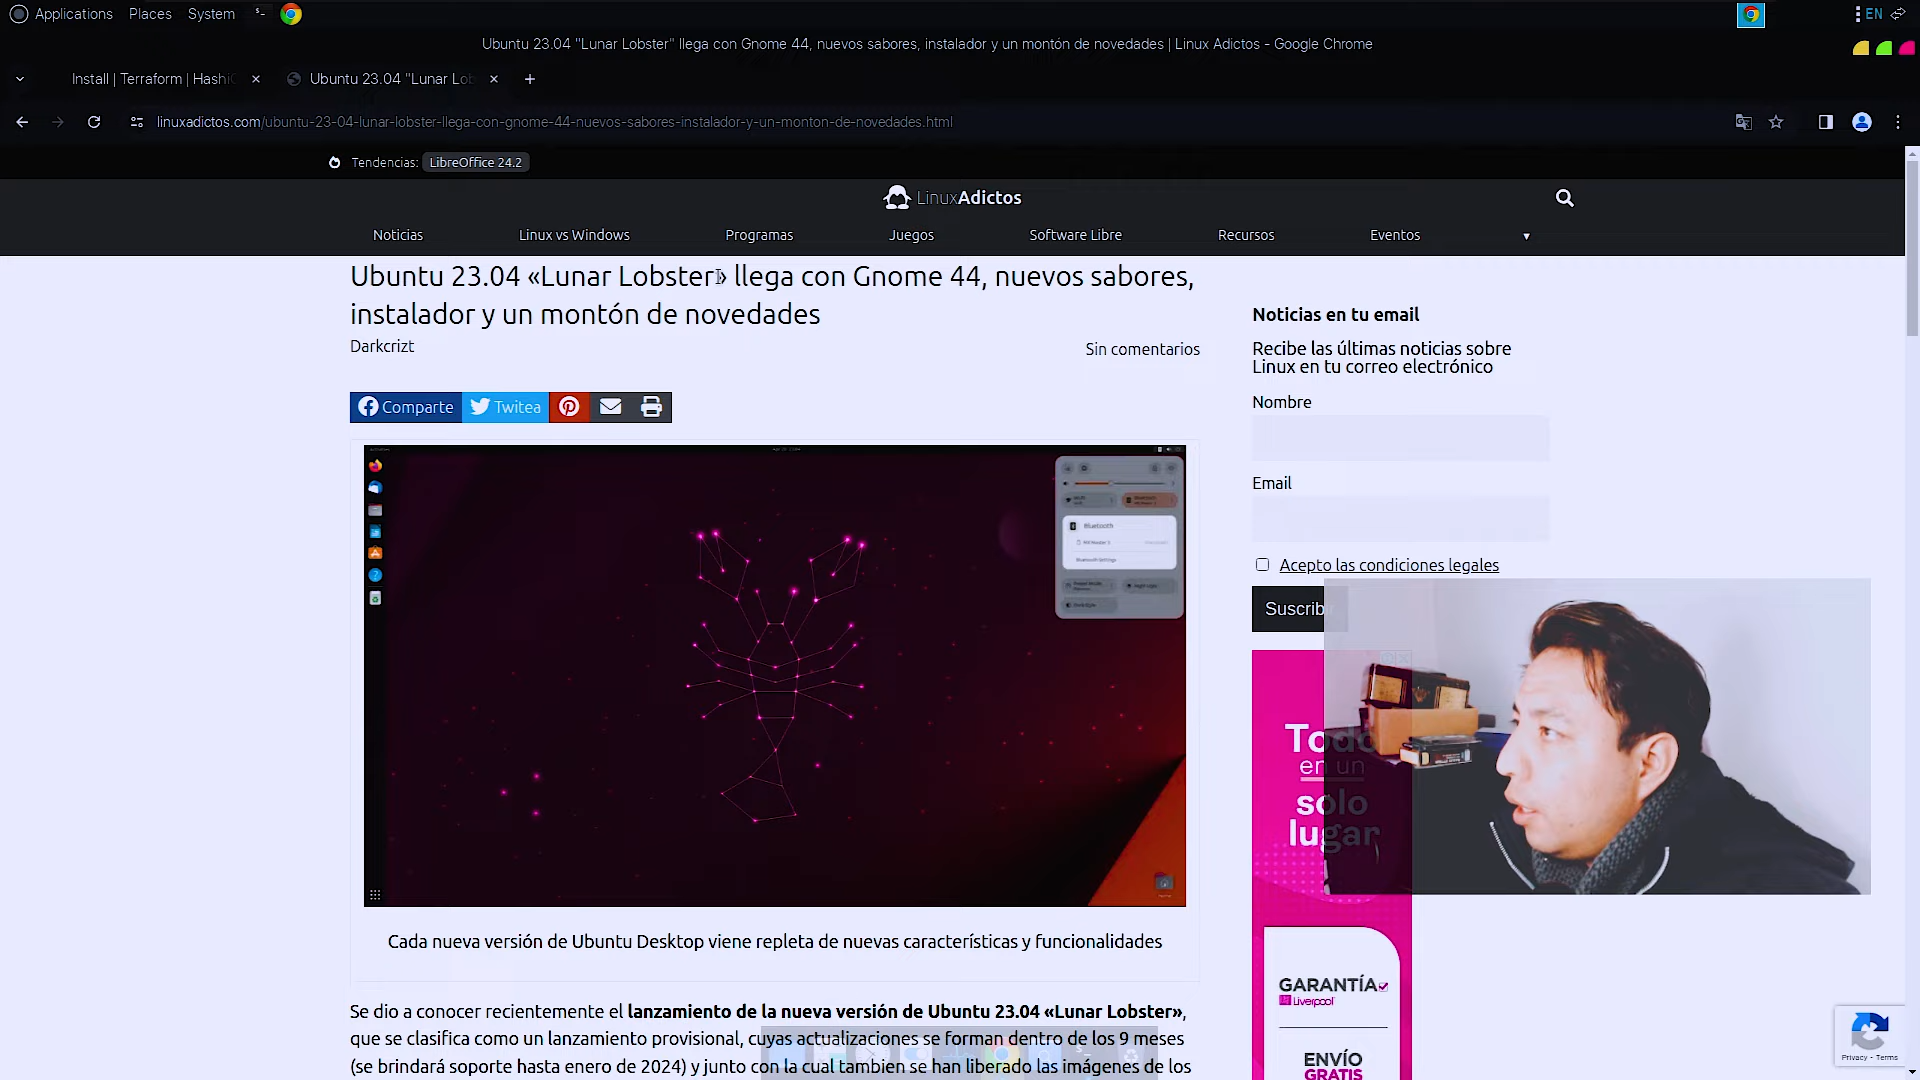 Applications Places System
EN
Ubuntu 23.04 "Lunar Lobster" llega con Gnome 44, nuevos sabores, instalador y un montón de novedades | Linux Adictos - Google Chrome
Install | Terraform | Hashi
Ubuntu 23.04 "Lunar Lob
linuxadictos.com/ubuntu-23-04-lunar-lobster-llega-con-gnome-44-nuevos-sabores-instalador-y-un-monton-de-novedades.html
Tendencias: LibreOffice 24.2
LinuxAdictos
Noticias Linux vs Windows Programas Juegos Software Libre Recursos Eventos
Ubuntu 23.04 «Lunar Lobster» llega con Gnome 44, nuevos sabores,
instalador y un montón de novedades
Darkcrizt
Sin comentarios
Comparte Twitea
Bluetooth
Cada nueva versión de Ubuntu Desktop viene repleta de nuevas características y funcionalidades
Se dio a conocer recientemente el lanzamiento de la nueva versión de Ubuntu 23.04 «Lunar Lobster»,
que se clasifica como un lanzamiento provisional, cuyas actualizaciones se forman dentro de los 9 meses
(se brindará soporte hasta enero de 2024) y junto con la cual tambien se han liberado las imágenes de los
Noticias en tu email
Recibe las últimas noticias sobre
Linux en tu correo electrónico
Nombre
Email
Acepto las condiciones legales
Suscrib
Todo
en un
solo
lugar
GARANTÍA
Liverpool
ENVÍO
GRATIS
Privacy - Terms